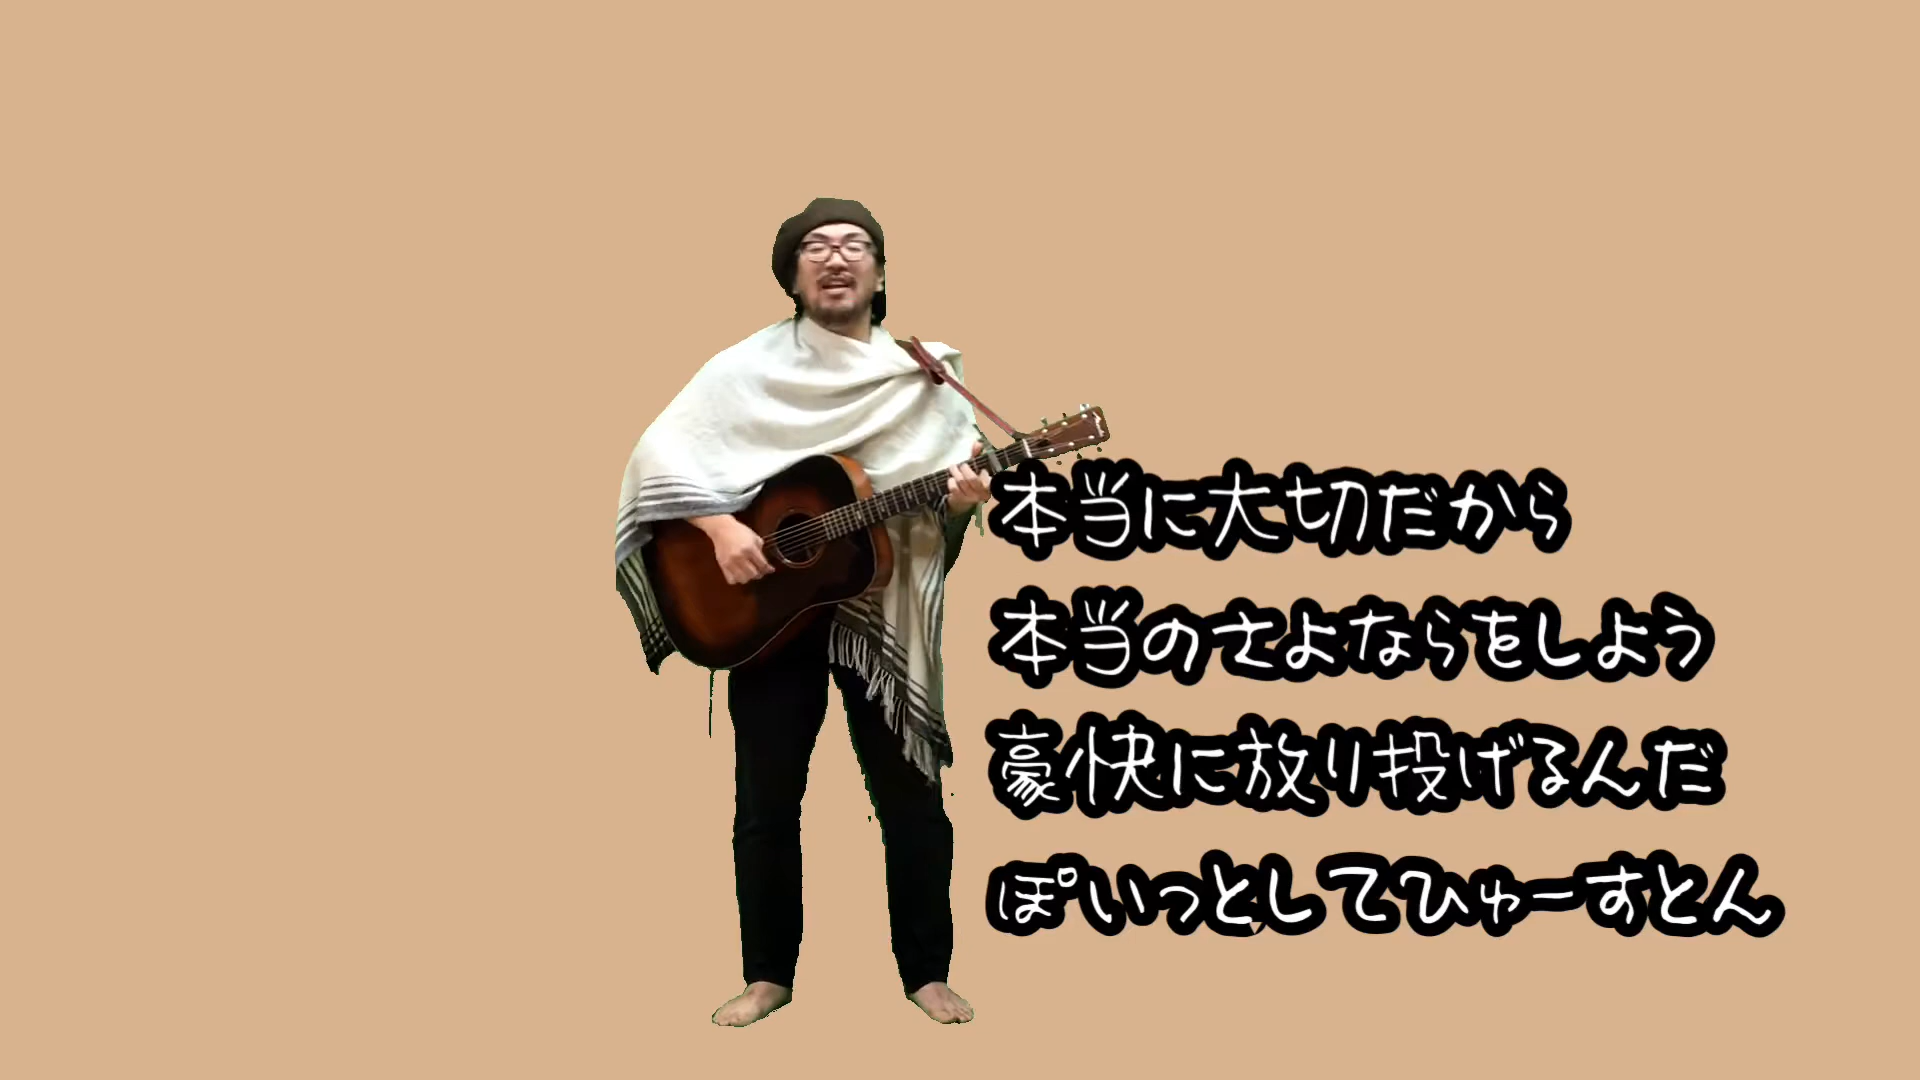 本当に大切だから
本当のさよならをしよう
豪快に放り投げるんだ
ぽいっとしてひゅーすとん